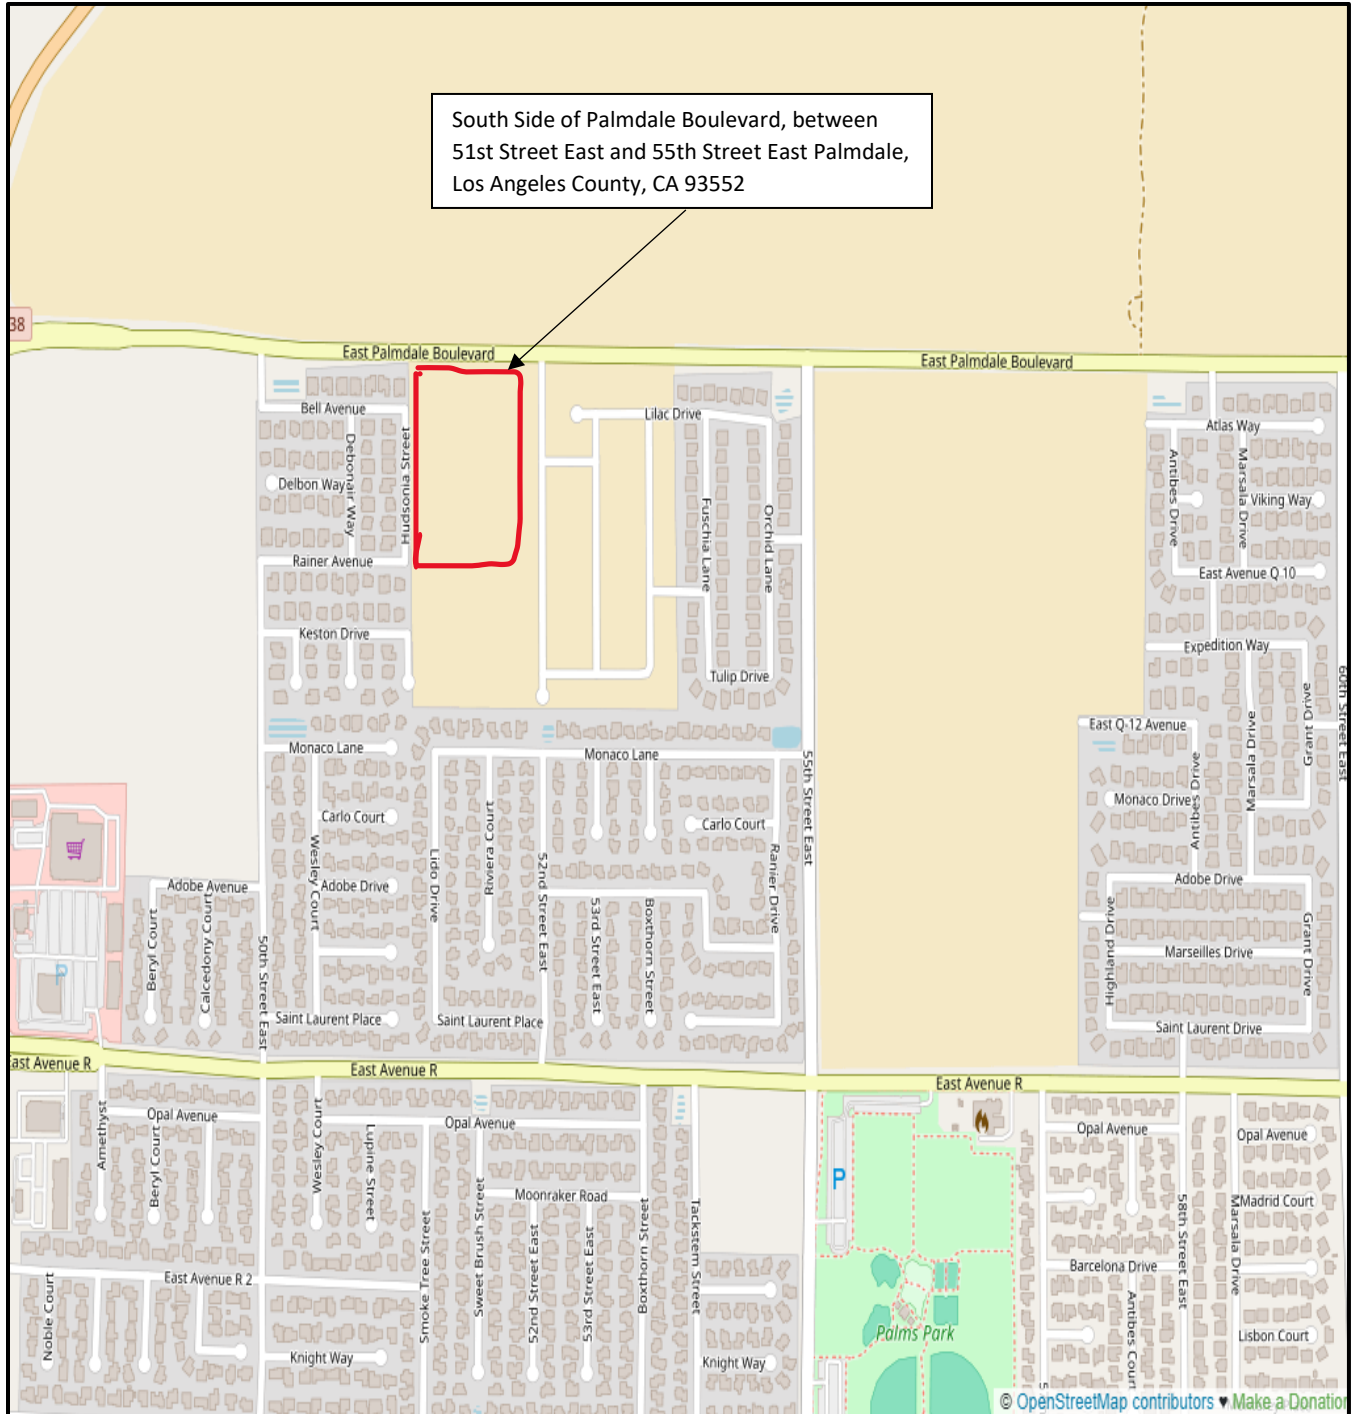 South Side of Palmdale Boulevard, between
51st Street East and 55th Street East Palmdale,
Los Angeles County, CA 93552
38
East Palmdale Boulevard
East Palmdale Boulevard
Bell Avenue
Lilac Drive
Atlas Way
Debonair Way
Hudsonia Street
Delbon Way
Fuschia Lane
Orchid Lane
Antibes Drive
Marsala Drive
Viking Way
Rainer Avenue
East Avenue Q 10
Keston Drive
Expedition Way
Tulip Drive
Grant Drive
60th Street East
East Q-12 Avenue
Monaco Lane
Monaco Lane
55th Street East
Marsala Drive
Antibes Drive
Monaco Drive
Carlo Court
Carlo Court
Riviera Court
Wesley Court
Lido Drive
52nd Street East
Ranier Drive
Adobe Avenue
Adobe Drive
Adobe Drive
Beryl Court
Calcedony Court
53rd Street East
Boxthorn Street
Highland Drive
Grant Drive
50th Street East
Marseilles Drive
P
Saint Laurent Place
Saint Laurent Place
Saint Laurent Drive
East Avenue R
East Avenue R
East Avenue R
Amethyst
Opal Avenue
Wesley Court
Opal Avenue
Opal Avenue
Opal Avenue
Beryl Court
Lupine Street
P
Moonraker Road
Madrid Court
Smoke Tree Street
Sweet Brush Street
52nd Street East
53rd Street East
Boxthorn Street
Tackstem Street
58th Street East
Marsala Drive
East Avenue R 2
Barcelona Drive
Noble Court
Antibes Court
Palms Park
Lisbon Court
Knight Way
Knight Way
5
© OpenStreetMap contributors ♥ Make a Donation